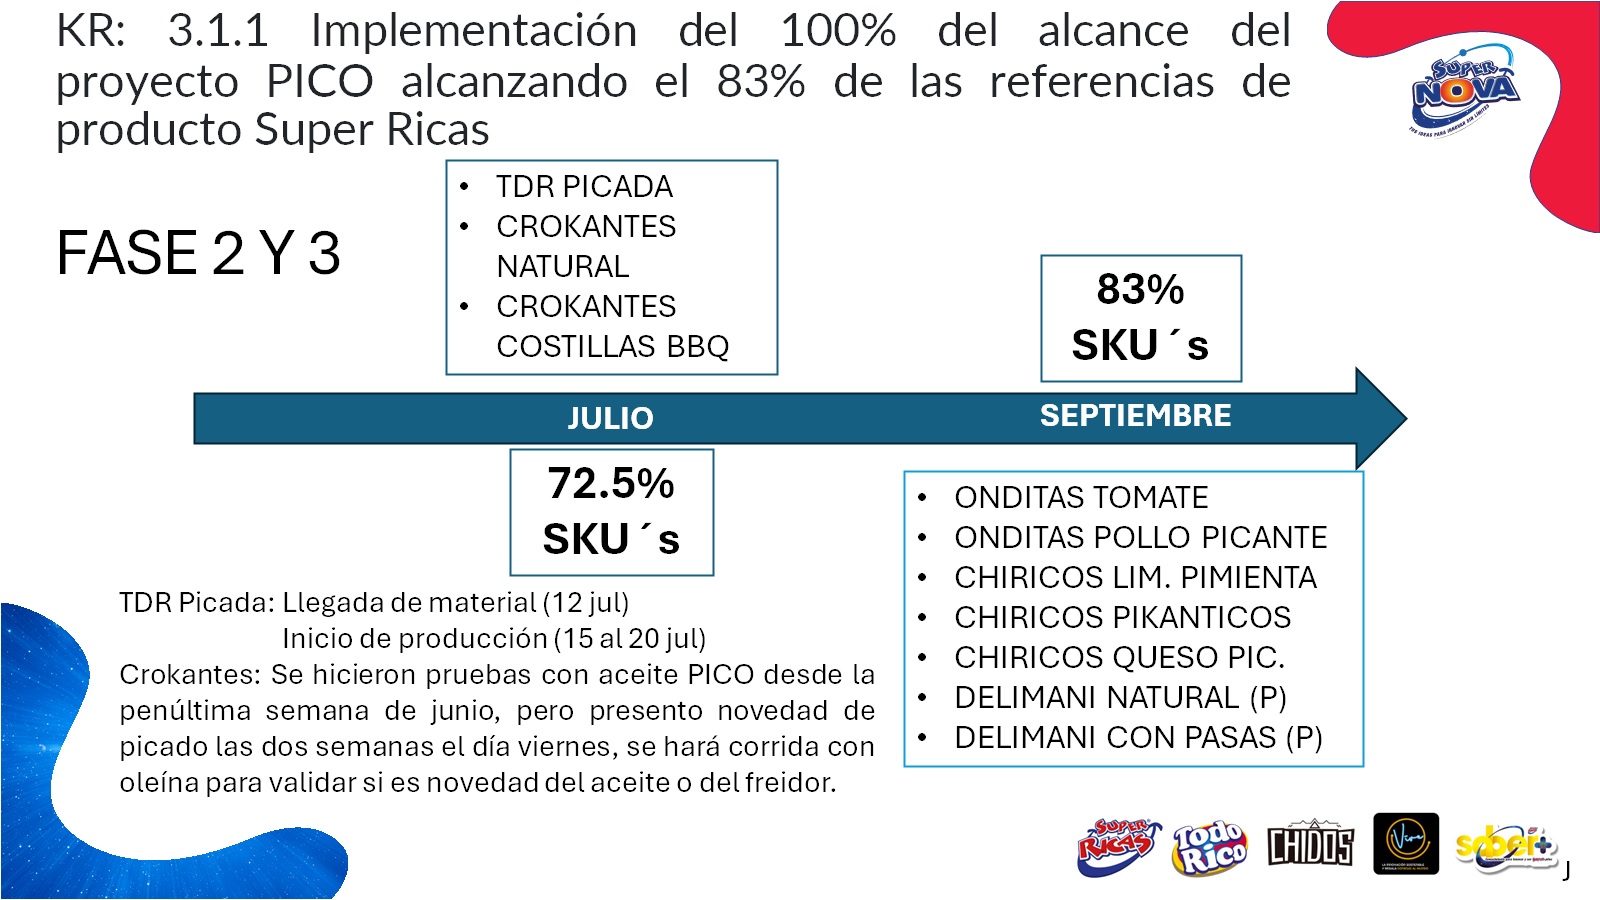 KR: 3.1.1 Implementación del 100% del alcance del
proyecto PICO alcanzando el 83% de las referencias de
producto Super Ricas
SUPER
NOVA
FASE 2 Y 3
• TDR PICADA
• CROKANTES
NATURAL
• CROKANTES
COSTILLAS BBQ
83%
SKU´s
JULIO
SEPTIEMBRE
72.5%
SKU´s
TDR Picada: Llegada de material (12 jul)
Inicio de producción (15 al 20 jul)
Crokantes: Se hicieron pruebas con aceite PICO desde la
penúltima semana de junio, pero presento novedad de
picado las dos semanas el día viernes, se hará corrida con
oleína para validar si es novedad del aceite o del freidor.
• ONDITAS TOMATE
• ONDITAS POLLO PICANTE
• CHIRICOS LIM. PIMIENTA
• CHIRICOS PIKANTICOS
• CHIRICOS QUESO PIC.
• DELIMANI NATURAL (P)
• DELIMANI CON PASAS (P)
SUPER
RICAS
Todo
Rico
CHIDOS
Vive
saber+
J